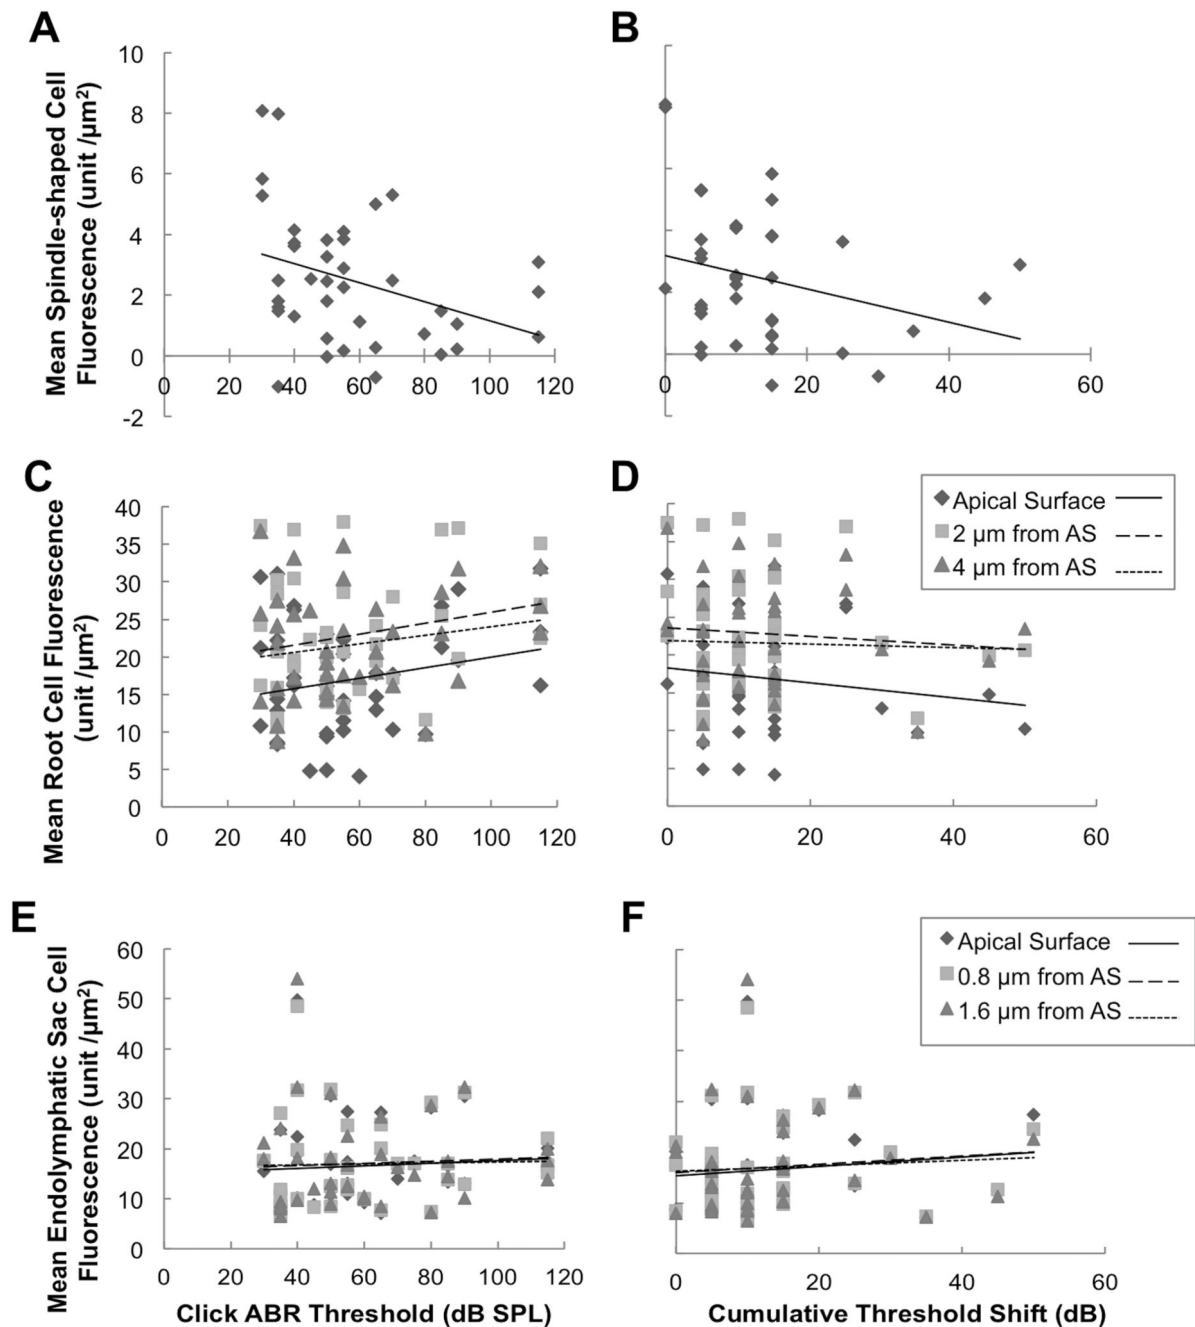 A
B
Mean Spindle-shaped Cell
Fluorescence (unit /µm²)
10
8
6
4
2
0
-2
0 20 40 60 80 100 120
0 20 40 60
C
D
Mean Root Cell Fluorescence
(unit /µm²)
40
35
30
25
20
15
10
5
0
0 20 40 60 80 100 120
Apical Surface
2 µm from AS
4 µm from AS
0 20 40 60
E
F
Mean Endolymphatic Sac Cell
Fluorescence (unit /µm²)
60
50
40
30
20
10
0
0 20 40 60 80 100 120
Click ABR Threshold (dB SPL)
Apical Surface
0.8 µm from AS
1.6 µm from AS
0 20 40 60
Cumulative Threshold Shift (dB)